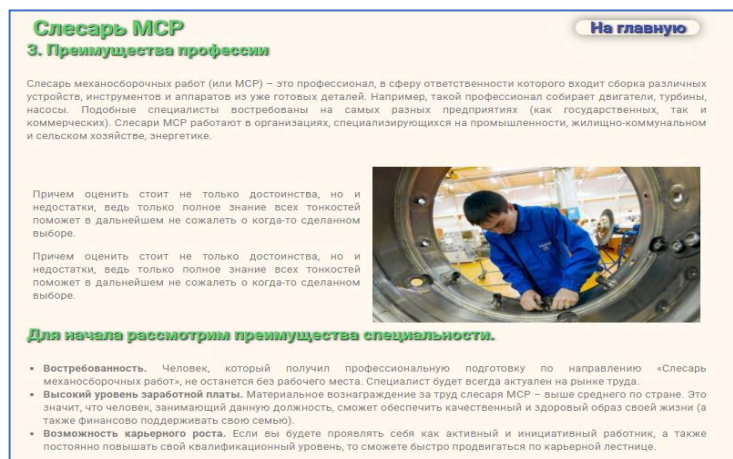 Слесарь МСР
На главную
3. Преимущества профессии
Слесарь механосборочных работ (или МСР) – это профессионал, в сферу ответственности которого входит сборка различных
устройств, инструментов и аппаратов из уже готовых деталей. Например, такой профессионал собирает двигатели, турбины,
насосы. Подобные специалисты востребованы на самых разных предприятиях (как государственных, так и
коммерческих). Слесари МСР работают в организациях, специализирующихся на промышленности, жилищно-коммунальном
и сельском хозяйстве, энергетике.
Причем оценить стоит не только достоинства, но и
недостатки, ведь только полное знание всех тонкостей
поможет в дальнейшем не сожалеть о когда-то сделанном
выборе.
Причем оценить стоит не только достоинства, но и
недостатки, ведь только полное знание всех тонкостей
поможет в дальнейшем не сожалеть о когда-то сделанном
выборе.
Для начала рассмотрим преимущества специальности.
▪ Востребованность. Человек, который получил профессиональную подготовку по направлению «Слесарь
механосборочных работ», не останется без рабочего места. Специалист будет всегда актуален на рынке труда.
▪ Высокий уровень заработной платы. Материальное вознаграждение за труд слесаря МСР – выше среднего по стране. Это
значит, что человек, занимающий данную должность, сможет обеспечить качественный и здоровый образ своей жизни (а
также финансово поддерживать свою семью).
▪ Возможность карьерного роста. Если вы будете проявлять себя как активный и инициативный работник, а также
постоянно повышать свой квалификационный уровень, то сможете быстро продвигаться по карьерной лестнице.